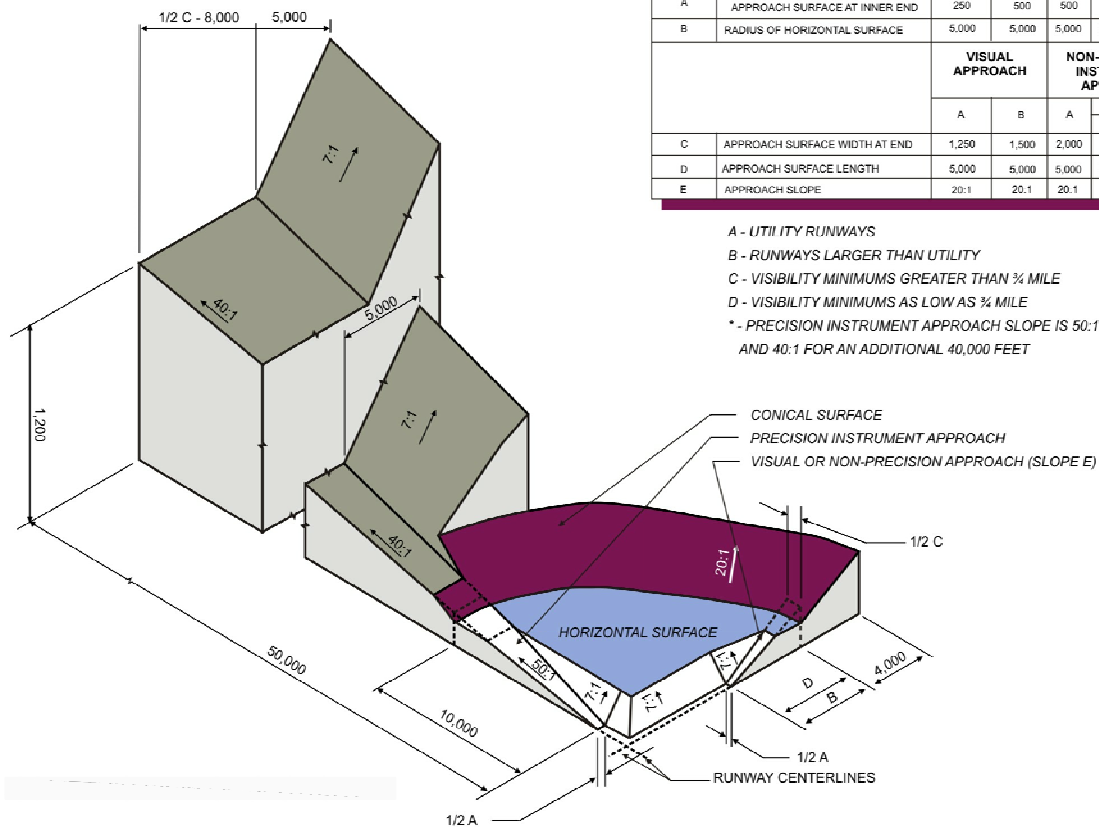 1/2 C - 8,000 5,000
A APPROACH SURFACE AT INNER END 250 500 500
B RADIUS OF HORIZONTAL SURFACE 5,000 5,000 5,000
VISUAL APPROACH
A B A
C APPROACH SURFACE WIDTH AT END 1,250 1,500 2,000
D APPROACH SURFACE LENGTH 5,000 5,000 5,000
E APPROACH SLOPE 20:1 20.1 20.1
A - UTILITY RUNWAYS
B - RUNWAYS LARGER THAN UTILITY
C - VISIBILITY MINIMUMS GREATER THAN ¾ MILE
D - VISIBILITY MINIMUMS AS LOW AS ¾ MILE
* - PRECISION INSTRUMENT APPROACH SLOPE IS 50:1
AND 40:1 FOR AN ADDITIONAL 40,000 FEET
7:1
40:1
5,000
1,200
7:1
CONICAL SURFACE
PRECISION INSTRUMENT APPROACH
VISUAL OR NON-PRECISION APPROACH (SLOPE E)
40:1
20:1
1/2 C
HORIZONTAL SURFACE
50,000
50:1
7:1
7:1
7:1
4,000
D
B
10,000
1/2 A
RUNWAY CENTERLINES
1/2 A